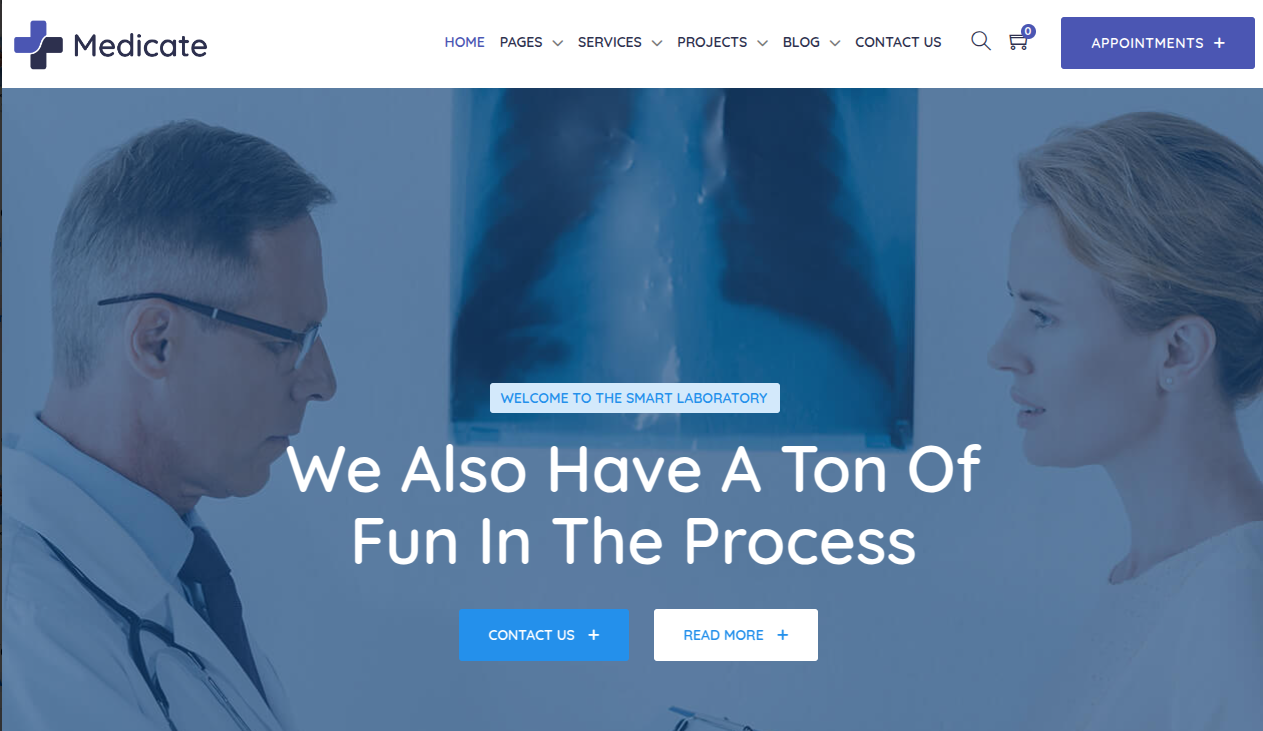 Medicate
HOME PAGES SERVICES PROJECTS BLOG CONTACT US 0 APPOINTMENTS +
WELCOME TO THE SMART LABORATORY
We Also Have A Ton Of
Fun In The Process
CONTACT US + READ MORE +